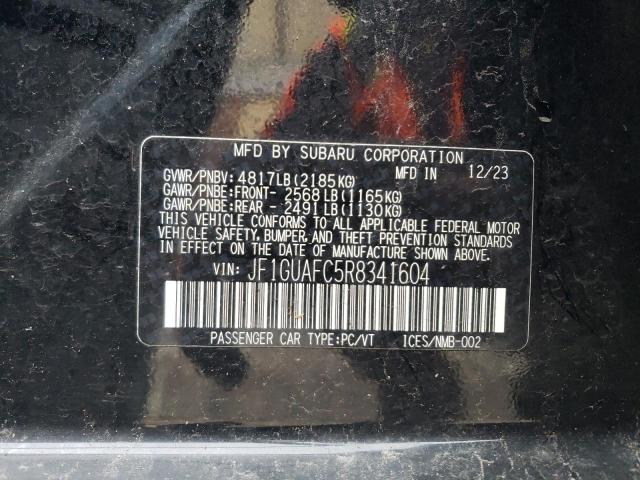 MFD BY SUBARU CORPORATION
MFD IN 12/23
GVWR/PNBV: 4817LB(2185KG)
GAWR/PNBE:FRONT- 2568LB(1165KG)
GAWR/PNBE:REAR - 2491LB(1130KG)
THIS VEHICLE CONFORMS TO ALL APPLICABLE FEDERAL MOTOR
VEHICLE SAFETY, BUMPER, AND THEFT PREVENTION STANDARDS
IN EFFECT ON THE DATE OF MANUFACTURE SHOWN ABOVE.
VIN: JF1GUAFC5R8341604
PASSENGER CAR TYPE:PC/VT ICES/NMB-002